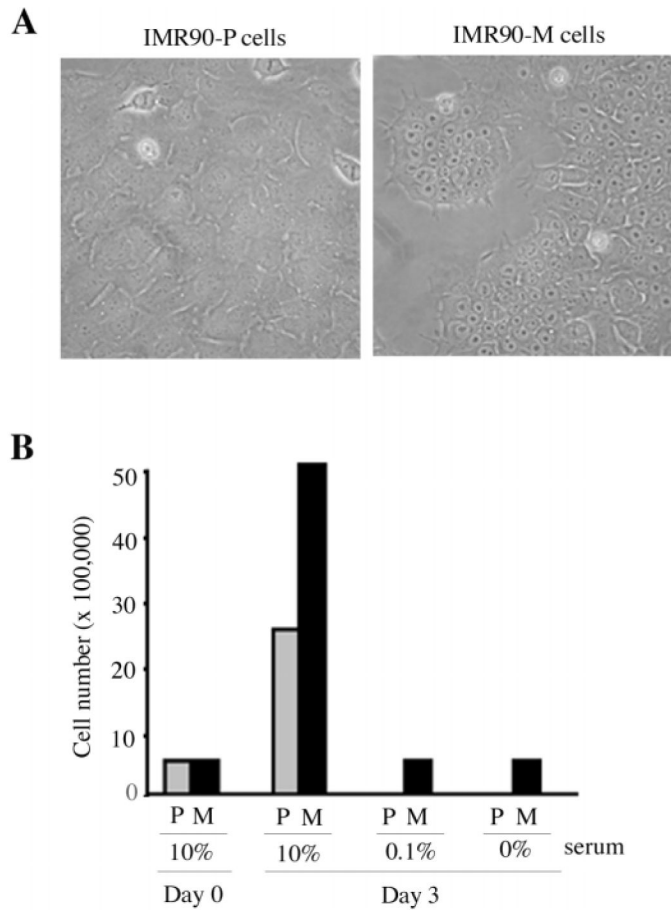 A
IMR90-P cells
IMR90-M cells
B
Cell number (x 100,000)
50
40
30
20
10
0
P M P M P M P M
10% 10% 0.1% 0% serum
Day 0 Day 3